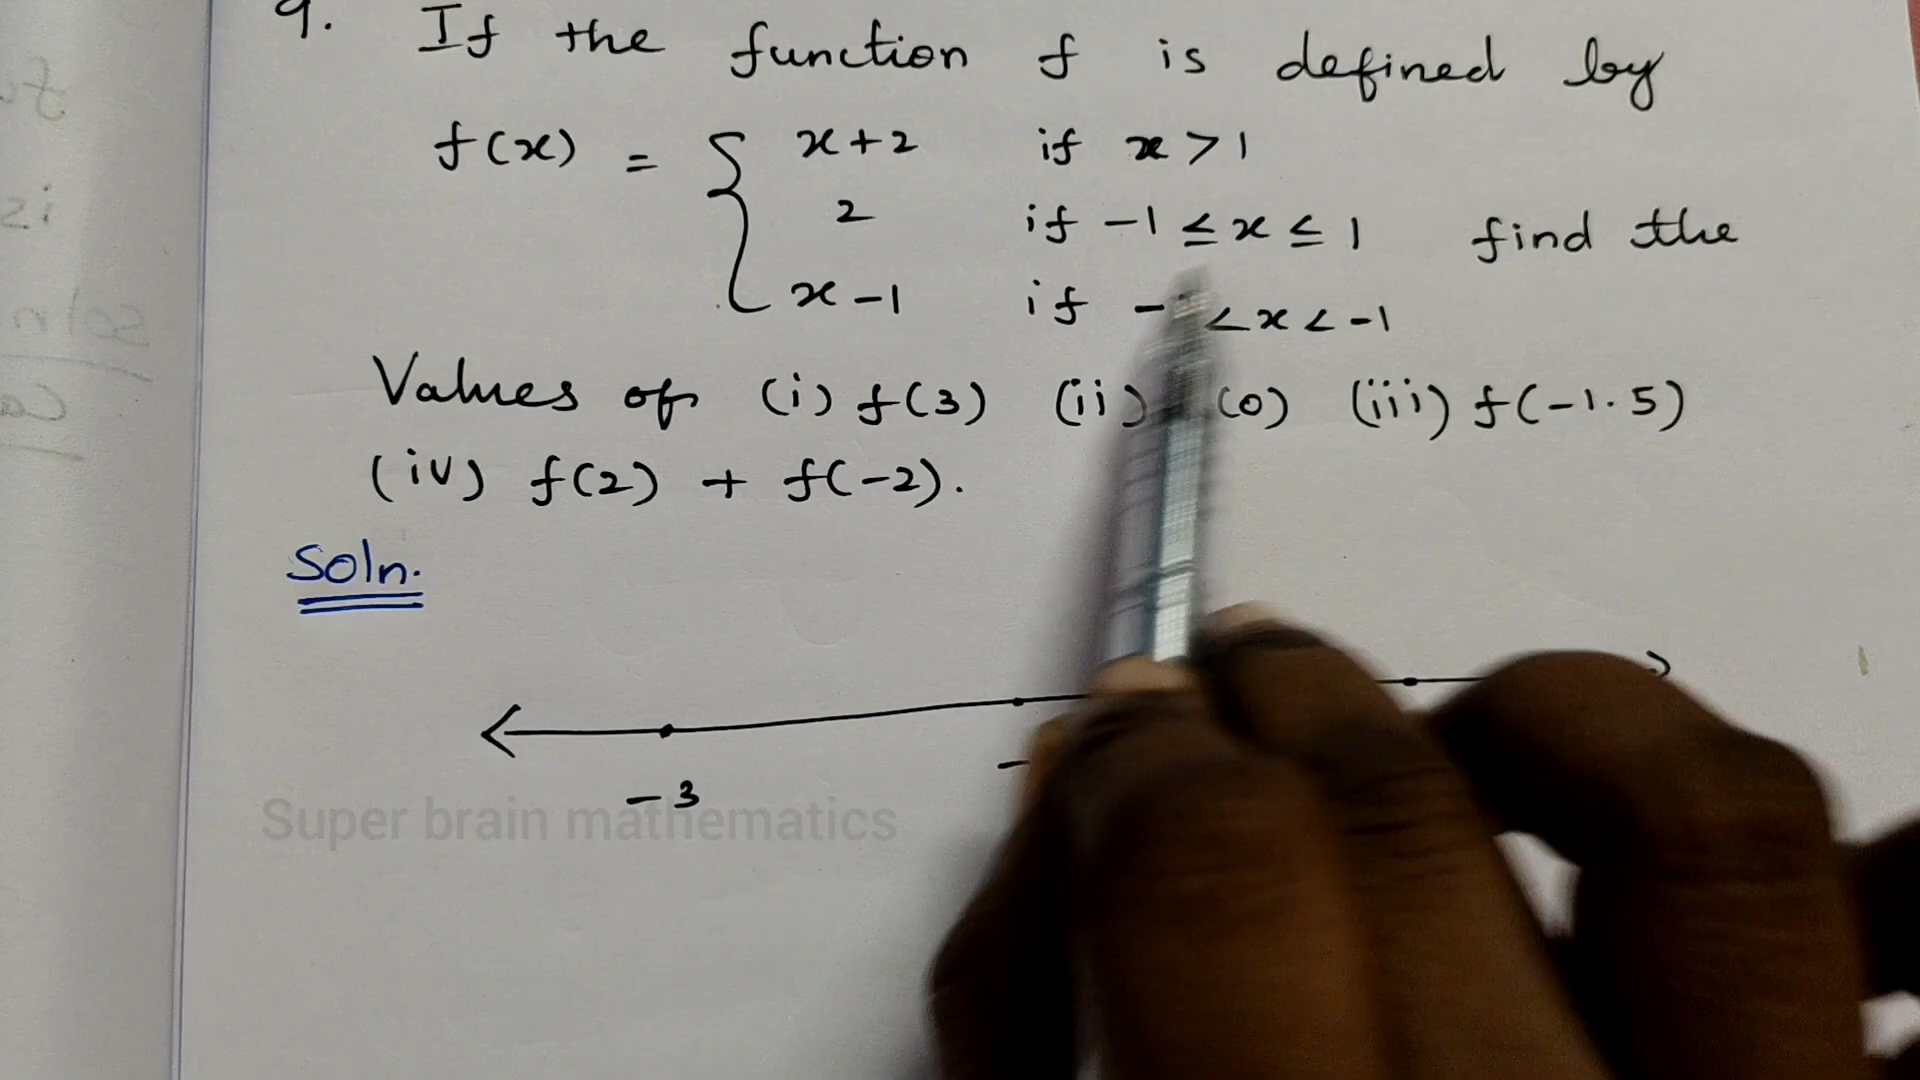 9. If the function f is defined by
f(x) = { x+2 if x > 1
2 if -1 ≤ x ≤ 1 find the
x-1 if - < x < -1
Values of (i) f(3) (ii) (0) (iii) f(-1.5)
(iv) f(2) + f(-2).
Soln.
-3 -
Super brain mathematics